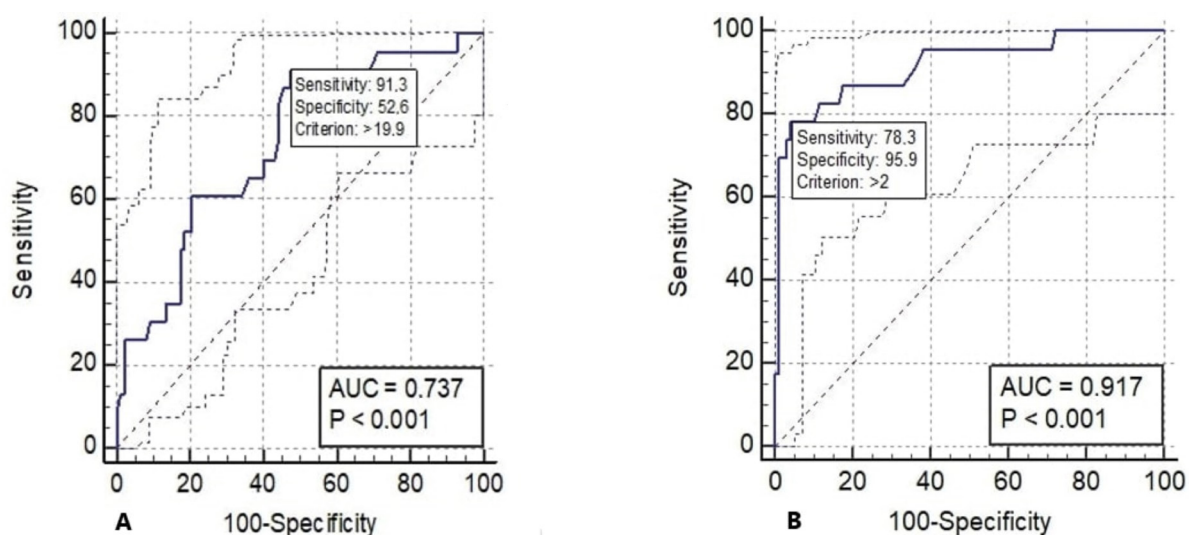 100
80
60
40
20
0
Sensitivity
Sensitivity: 91.3
Specificity: 52.6
Criterion: >19.9
AUC = 0.737
P < 0.001
0 20 40 60 80 100
A
100-Specificity
100
80
60
40
20
0
Sensitivity
Sensitivity: 78.3
Specificity: 95.9
Criterion: >2
AUC = 0.917
P < 0.001
0 20 40 60 80 100
B
100-Specificity